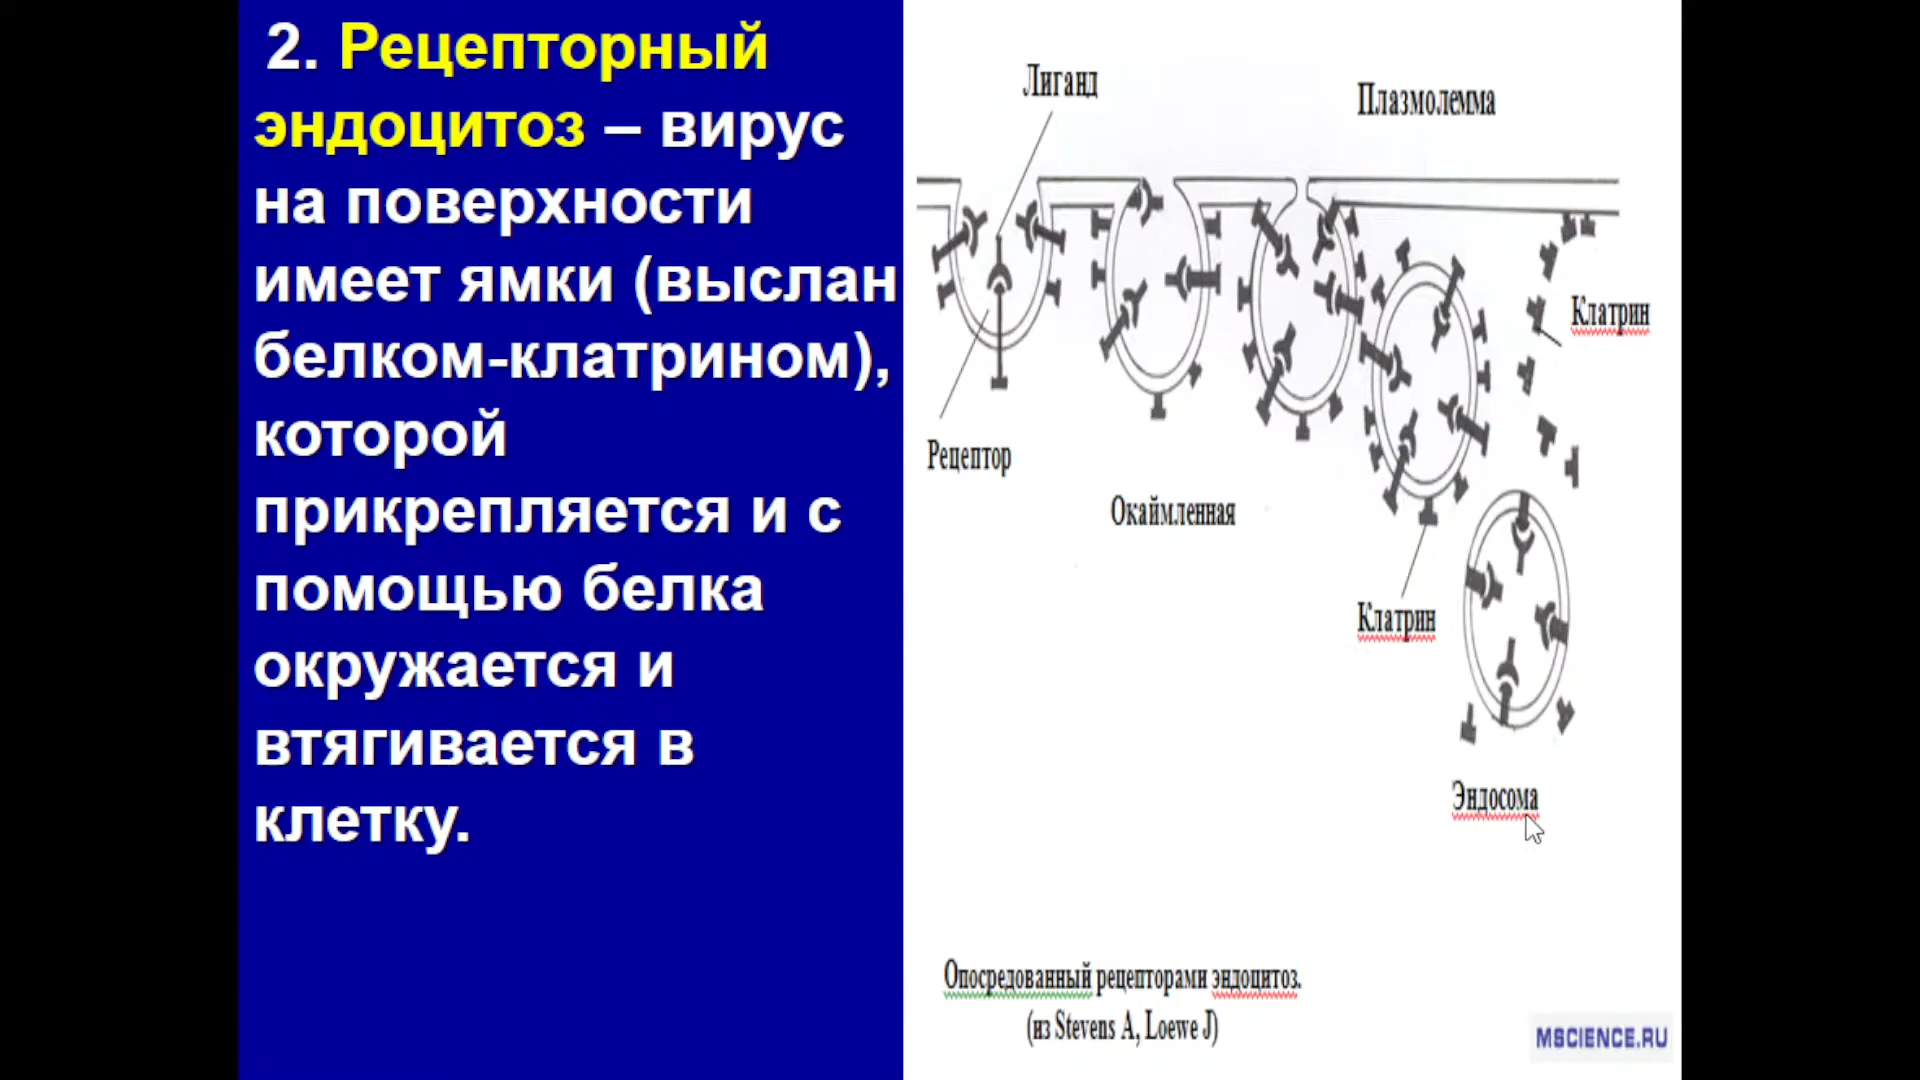 2. Рецепторный
эндоцитоз – вирус
на поверхности
имеет ямки (выслан
белком-клатрином),
которой
прикрепляется и с
помощью белка
окружается и
втягивается в
клетку.
Лиганд
Плазмолемма
Клатрин
Рецептор
Окаймленная
Клатрин
Эндосома
Опосредованный рецепторами эндоцитоз.
(из Stevens A, Loewe J)
MSCIENCE.RU